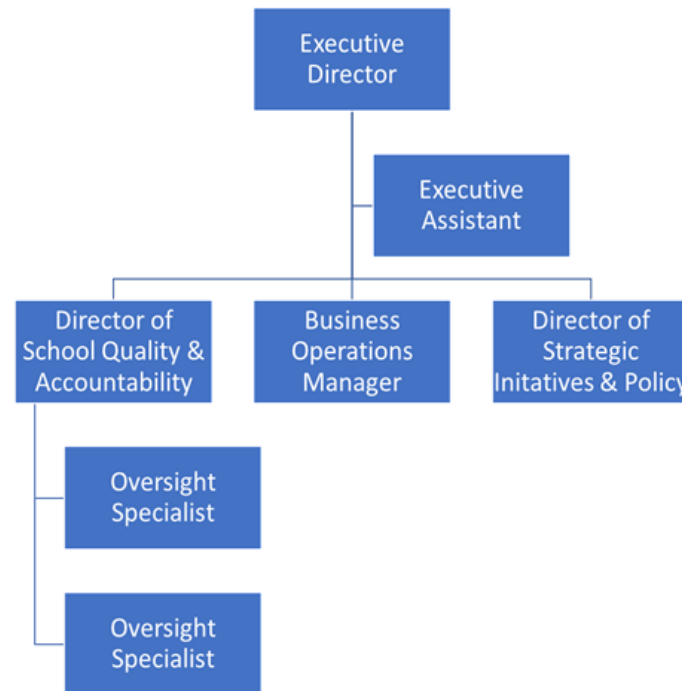 Executive
Director
Executive
Assistant
Director of
School Quality &
Accountability
Business
Operations
Manager
Director of
Strategic
Initatives & Policy
Oversight
Specialist
Oversight
Specialist